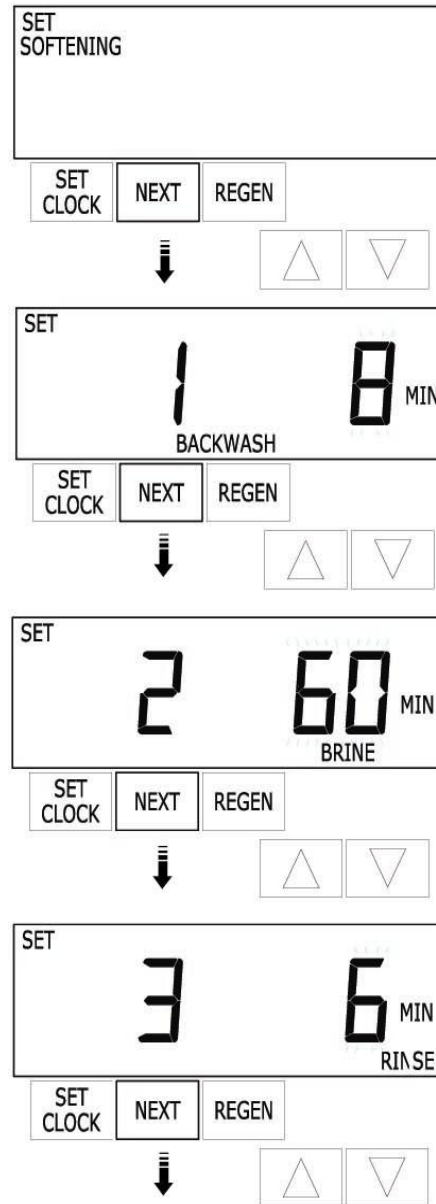 SET
SOFTENING
SET
CLOCK
NEXT
REGEN
SET
1 8 MIN
BACKWASH
SET
CLOCK
NEXT
REGEN
SET
2 60 MIN
BRINE
SET
CLOCK
NEXT
REGEN
SET
3 6 MIN
RINSE
SET
CLOCK
NEXT
REGEN